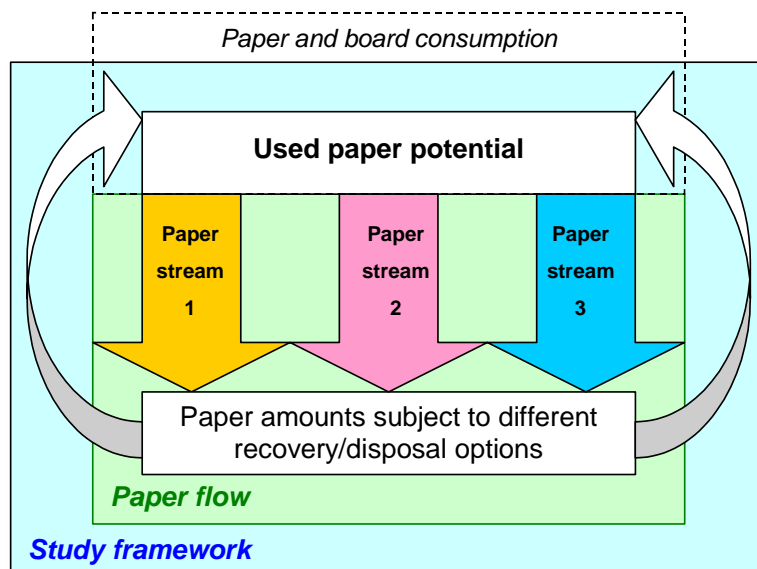 Paper and board consumption
Used paper potential
Paper
stream
1
Paper
stream
2
Paper
stream
3
Paper amounts subject to different
recovery/disposal options
Paper flow
Study framework